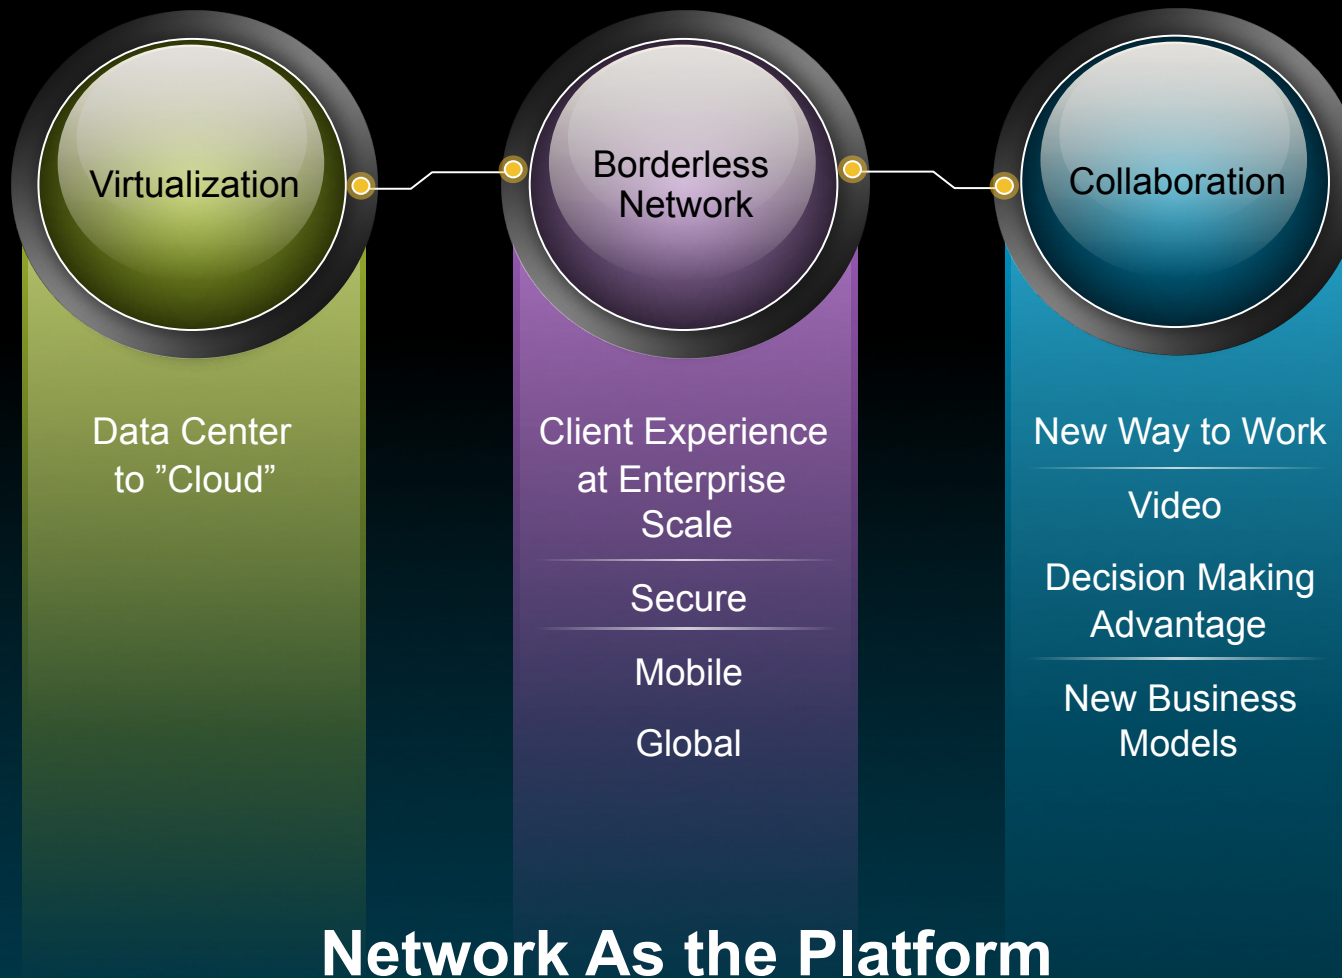 Virtualization
Borderless
Network
Collaboration
Data Center
to ”Cloud”
Client Experience
at Enterprise
Scale
Secure
Mobile
Global
New Way to Work
Video
Decision Making
Advantage
New Business
Models
Network As the Platform